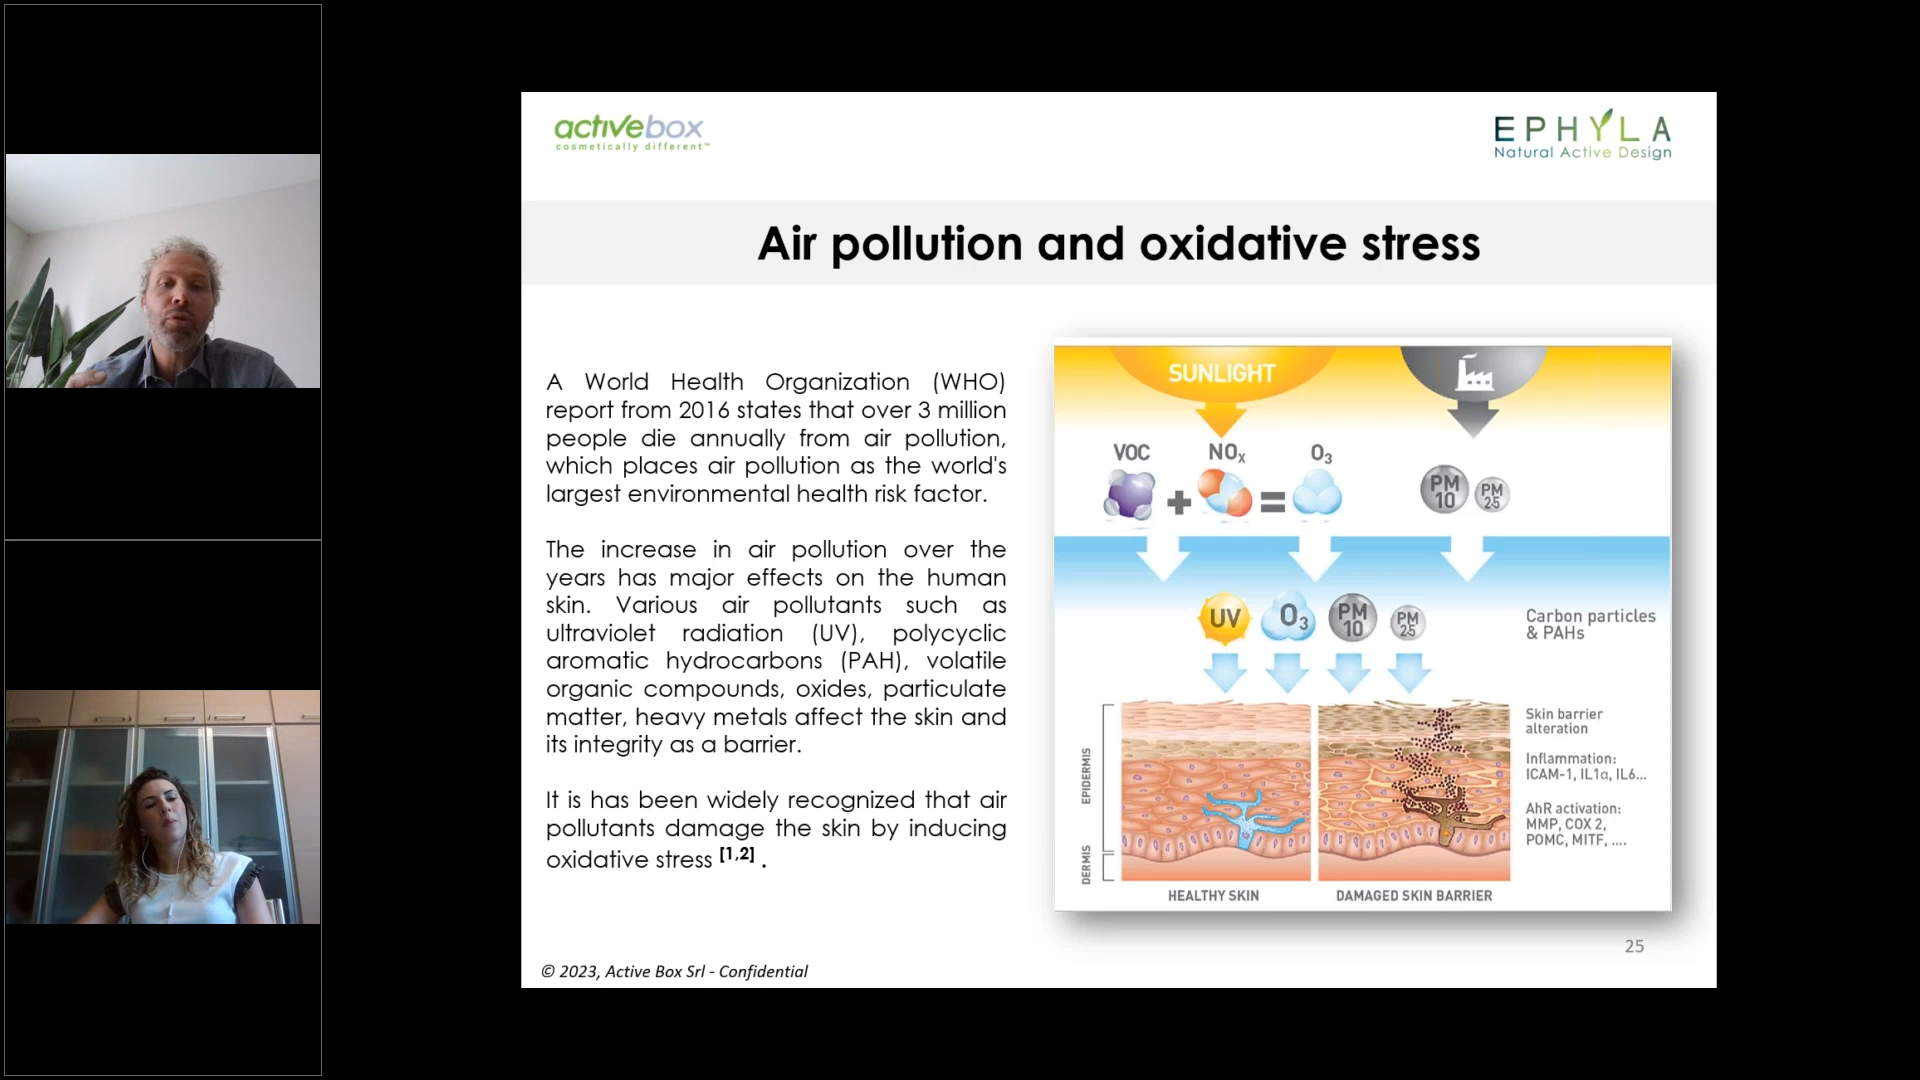 activebox
cosmetically different™
EPHYLA
Natural Active Design
Air pollution and oxidative stress
A World Health Organization (WHO)
report from 2016 states that over 3 million
people die annually from air pollution,
which places air pollution as the world's
largest environmental health risk factor.
The increase in air pollution over the
years has major effects on the human
skin. Various air pollutants such as
ultraviolet radiation (UV), polycyclic
aromatic hydrocarbons (PAH), volatile
organic compounds, oxides, particulate
matter, heavy metals affect the skin and
its integrity as a barrier.
It is has been widely recognized that air
pollutants damage the skin by inducing
oxidative stress [1,2] .
SUNLIGHT
VOC
NOx
O3
+
=
PM
10
PM
25
UV
O3
PM
10
PM
25
Carbon particles
& PAHs
EPIDERMIS
DERMIS
Skin barrier
alteration
Inflammation:
ICAM-1, IL1α, IL6...
AhR activation:
MMP, COX 2,
POMC, MITF, ....
HEALTHY SKIN
DAMAGED SKIN BARRIER
25
© 2023, Active Box Srl - Confidential